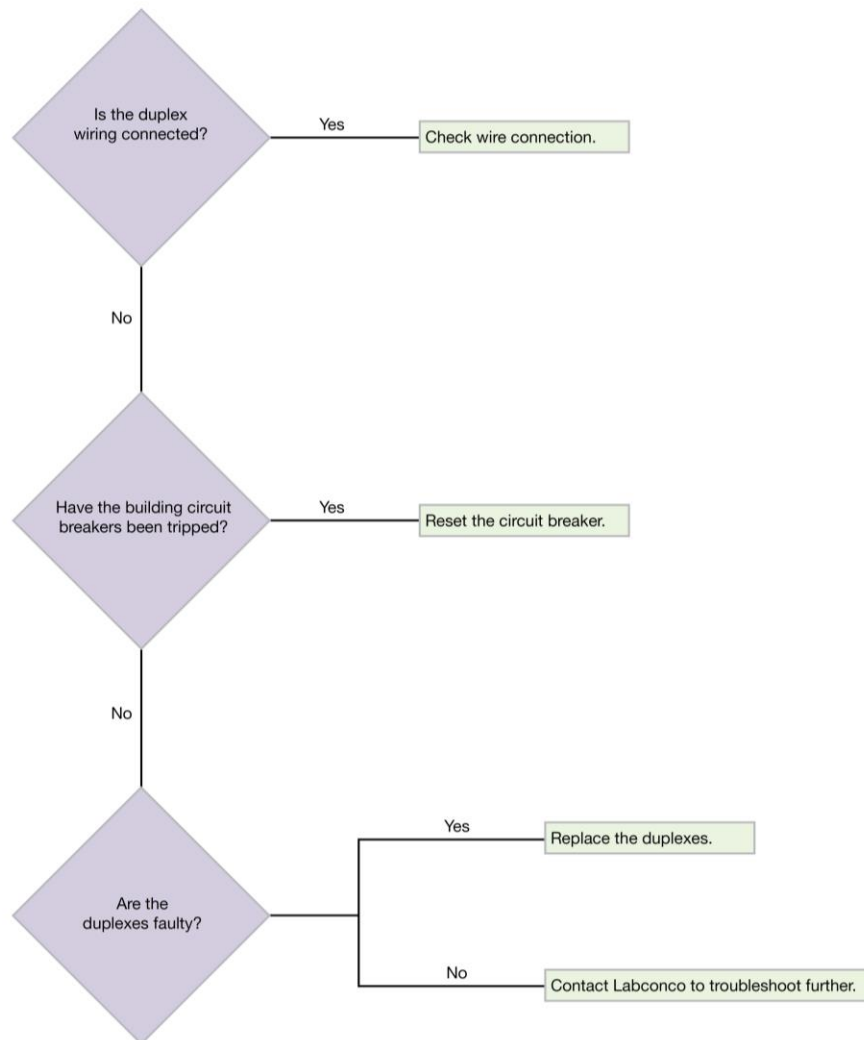 Is the duplex
wiring connected?
Yes
Check wire connection.
No
Have the building circuit
breakers been tripped?
Yes
Reset the circuit breaker.
No
Are the
duplexes faulty?
Yes
Replace the duplexes.
No
Contact Labconco to troubleshoot further.